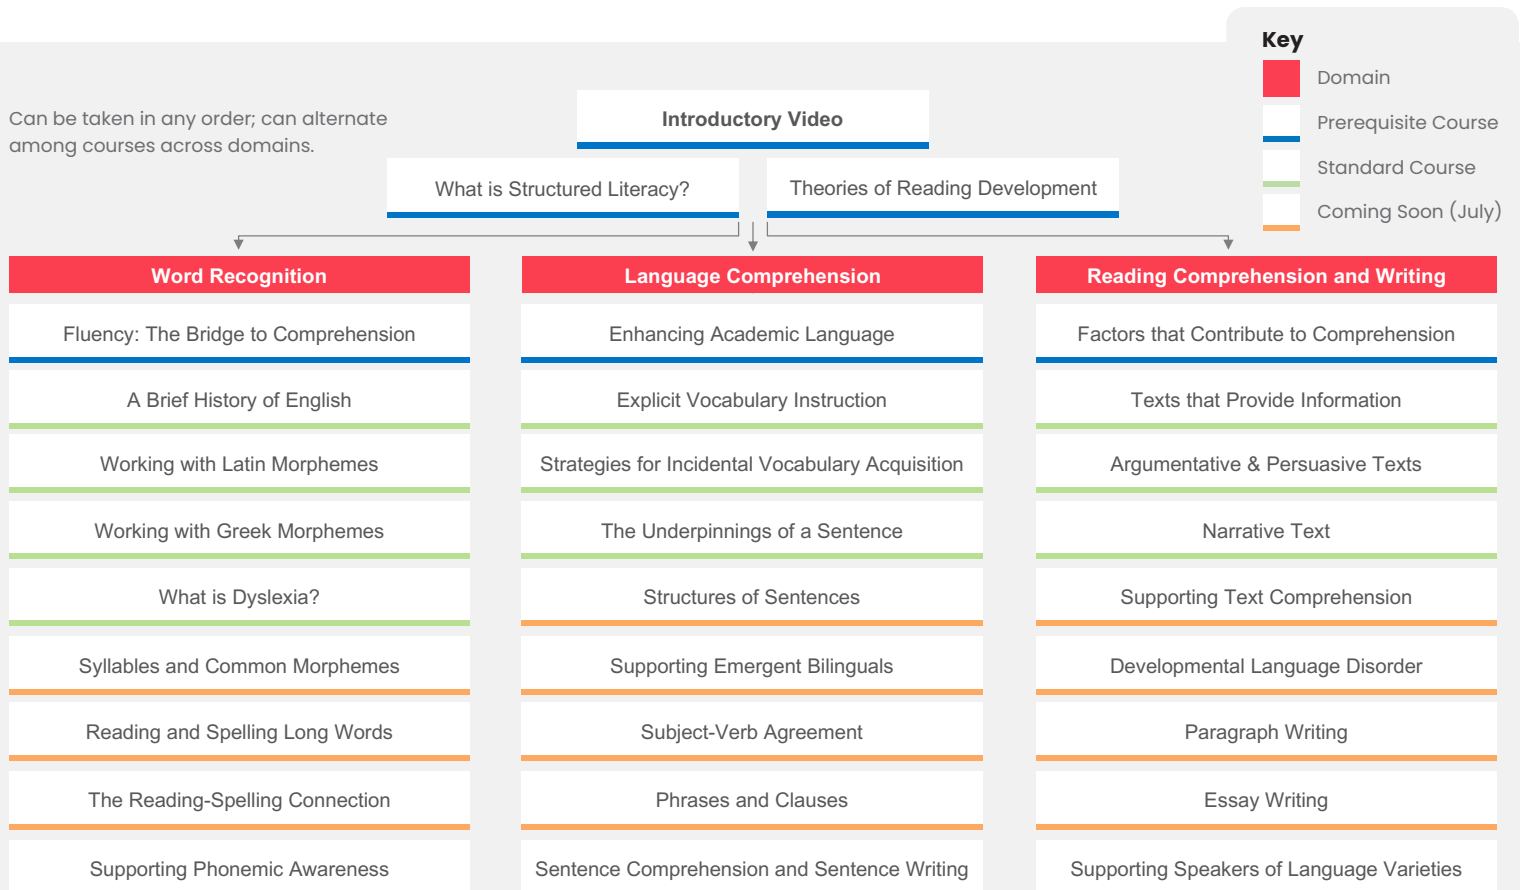 Key
Domain
Prerequisite Course
Standard Course
Coming Soon (July)
Can be taken in any order; can alternate
among courses across domains.
Introductory Video
What is Structured Literacy?
Theories of Reading Development
Word Recognition
Fluency: The Bridge to Comprehension
A Brief History of English
Working with Latin Morphemes
Working with Greek Morphemes
What is Dyslexia?
Syllables and Common Morphemes
Reading and Spelling Long Words
The Reading-Spelling Connection
Supporting Phonemic Awareness
Language Comprehension
Enhancing Academic Language
Explicit Vocabulary Instruction
Strategies for Incidental Vocabulary Acquisition
The Underpinnings of a Sentence
Structures of Sentences
Supporting Emergent Bilinguals
Subject-Verb Agreement
Phrases and Clauses
Sentence Comprehension and Sentence Writing
Reading Comprehension and Writing
Factors that Contribute to Comprehension
Texts that Provide Information
Argumentative & Persuasive Texts
Narrative Text
Supporting Text Comprehension
Developmental Language Disorder
Paragraph Writing
Essay Writing
Supporting Speakers of Language Varieties